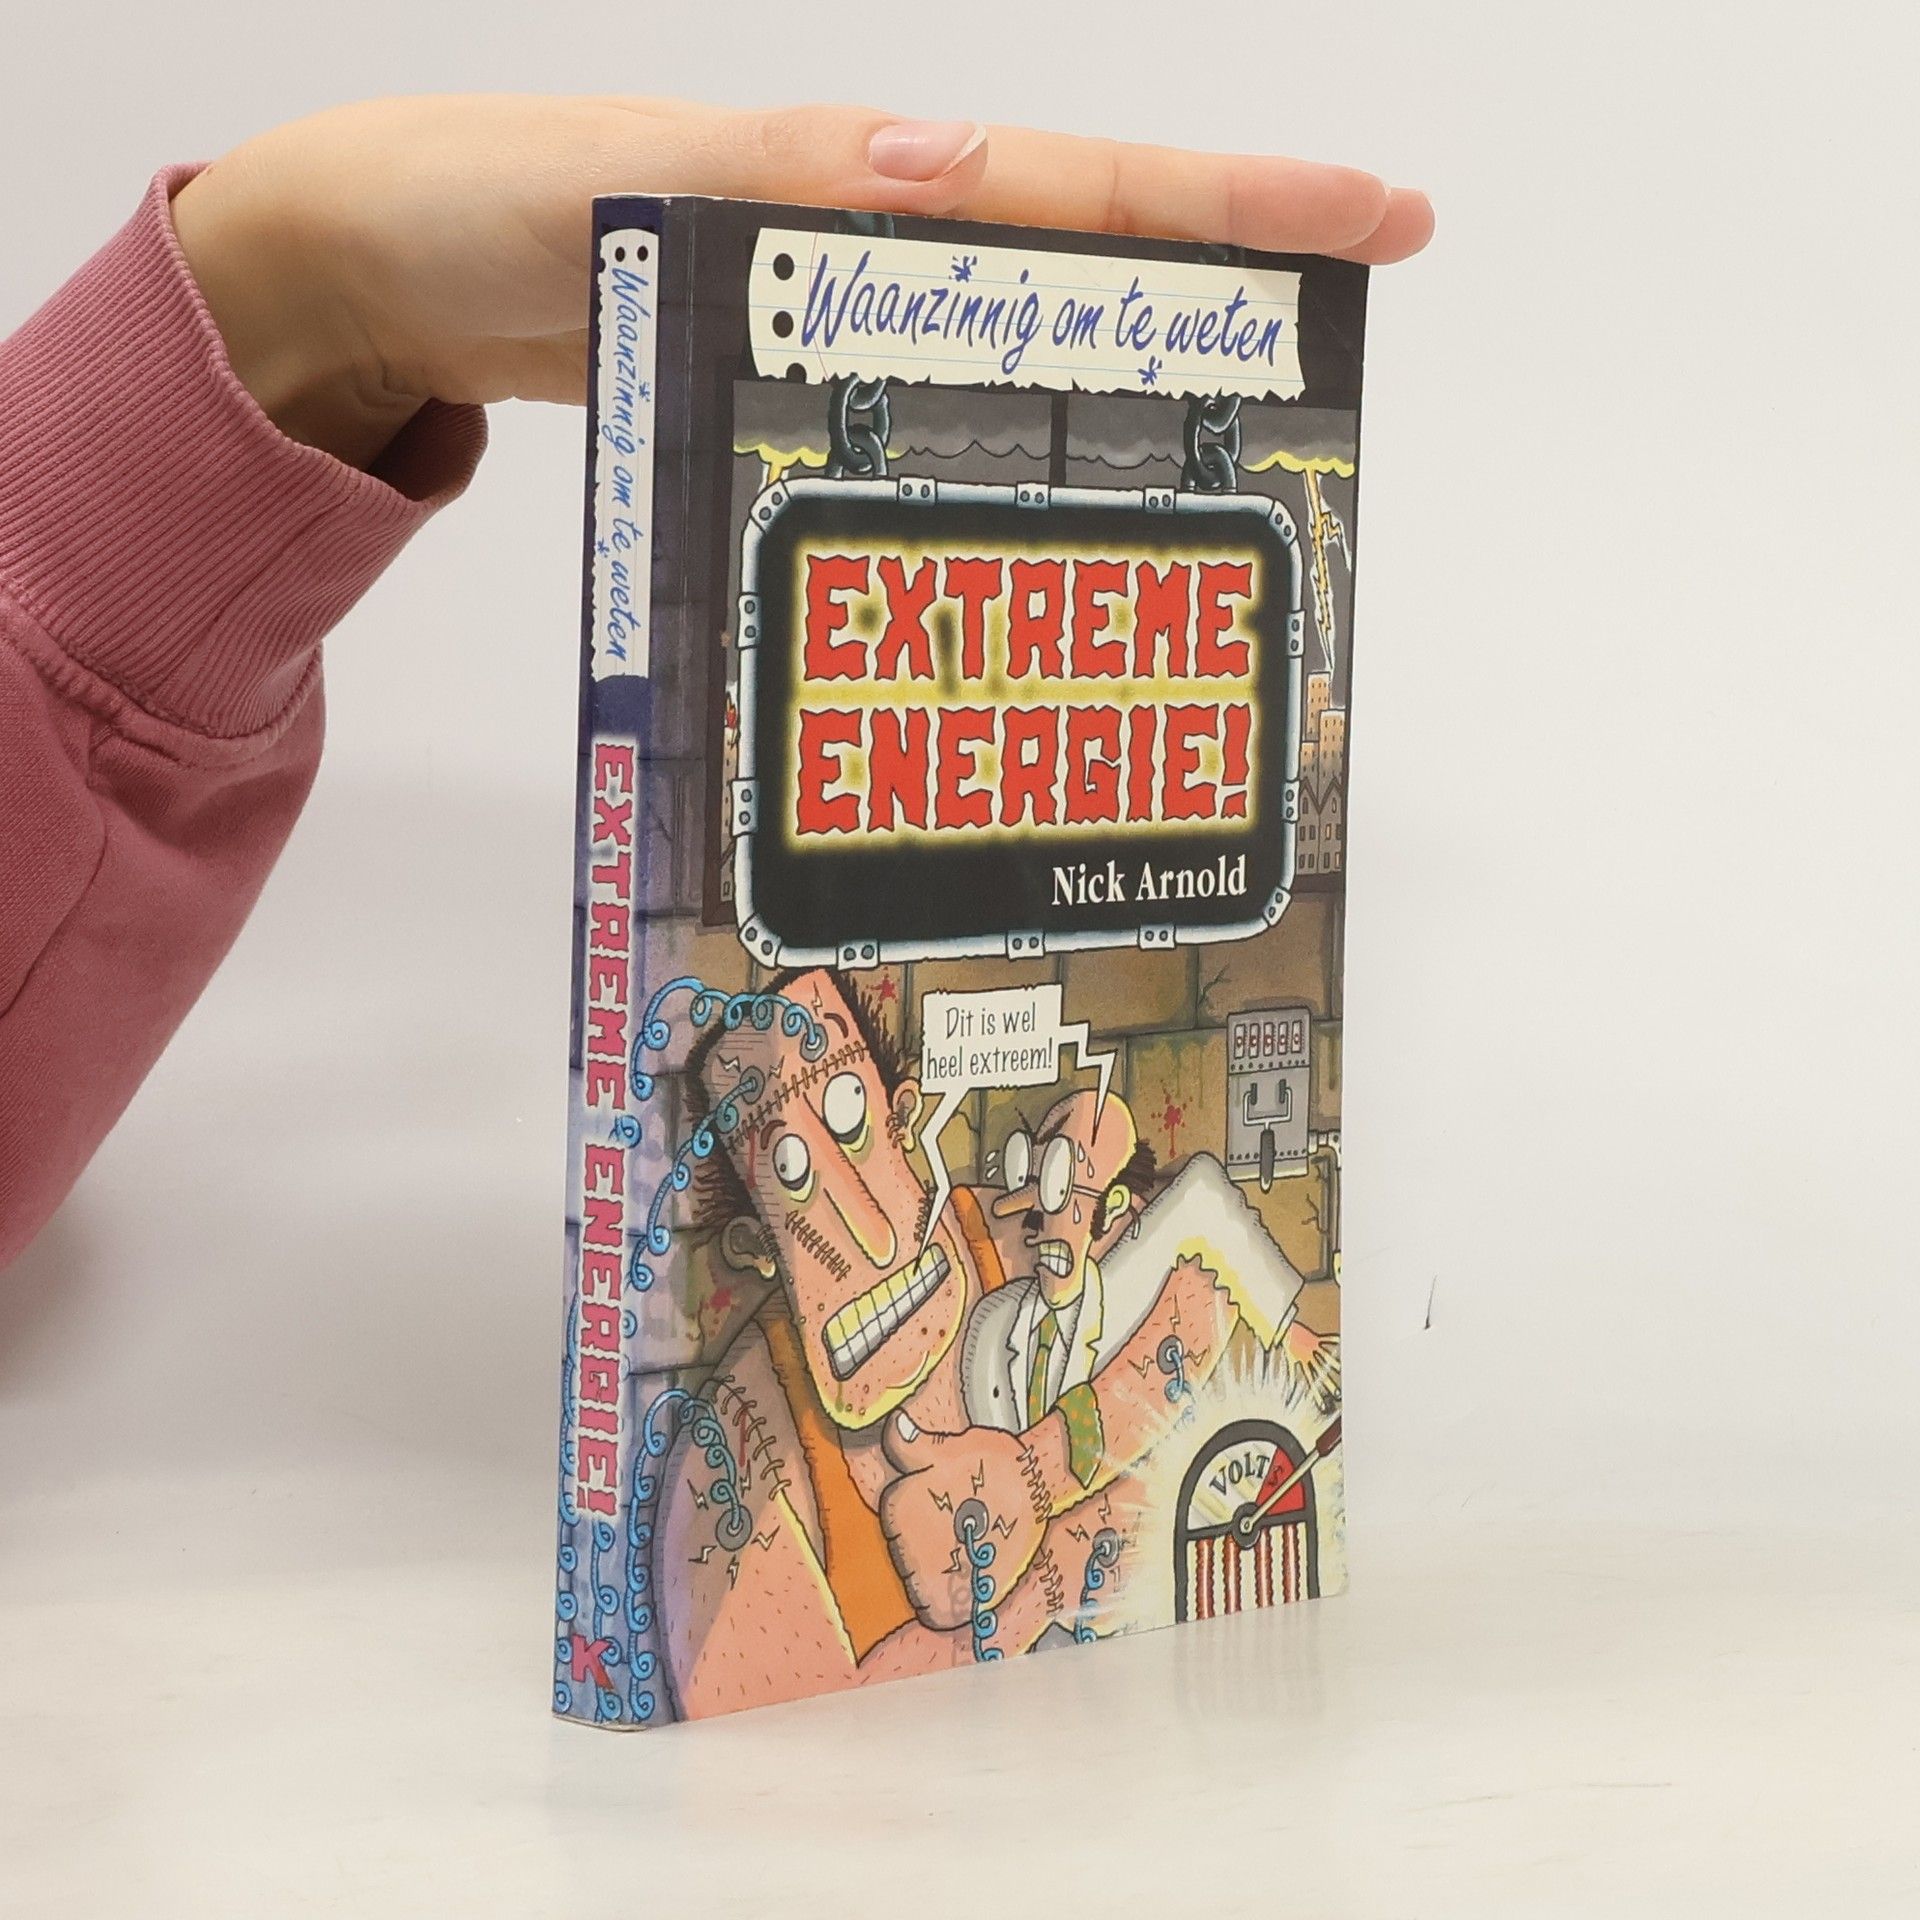 Waanzinnig om te weten
EXTREME ENERGIE!
K
Waanzinnig om te weten
EXTREME
ENERGIE!
Nick Arnold
Dit is wel
heel extreem!
VOLTS